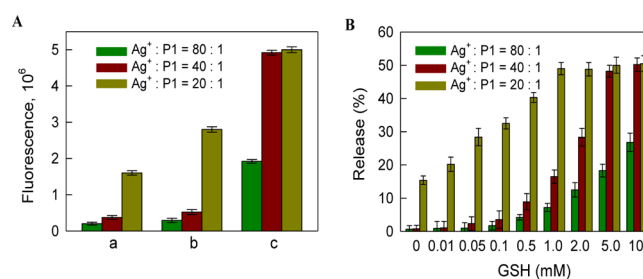 A
Ag⁺ : P1 = 80 : 1
Ag⁺ : P1 = 40 : 1
Ag⁺ : P1 = 20 : 1
Fluorescence, 10⁶
6
5
4
3
2
1
0
a b c
B
Ag⁺ : P1 = 80 : 1
Ag⁺ : P1 = 40 : 1
Ag⁺ : P1 = 20 : 1
Release (%)
60
50
40
30
20
10
0
0 0.01 0.05 0.1 0.5 1.0 2.0 5.0 10
GSH (mM)